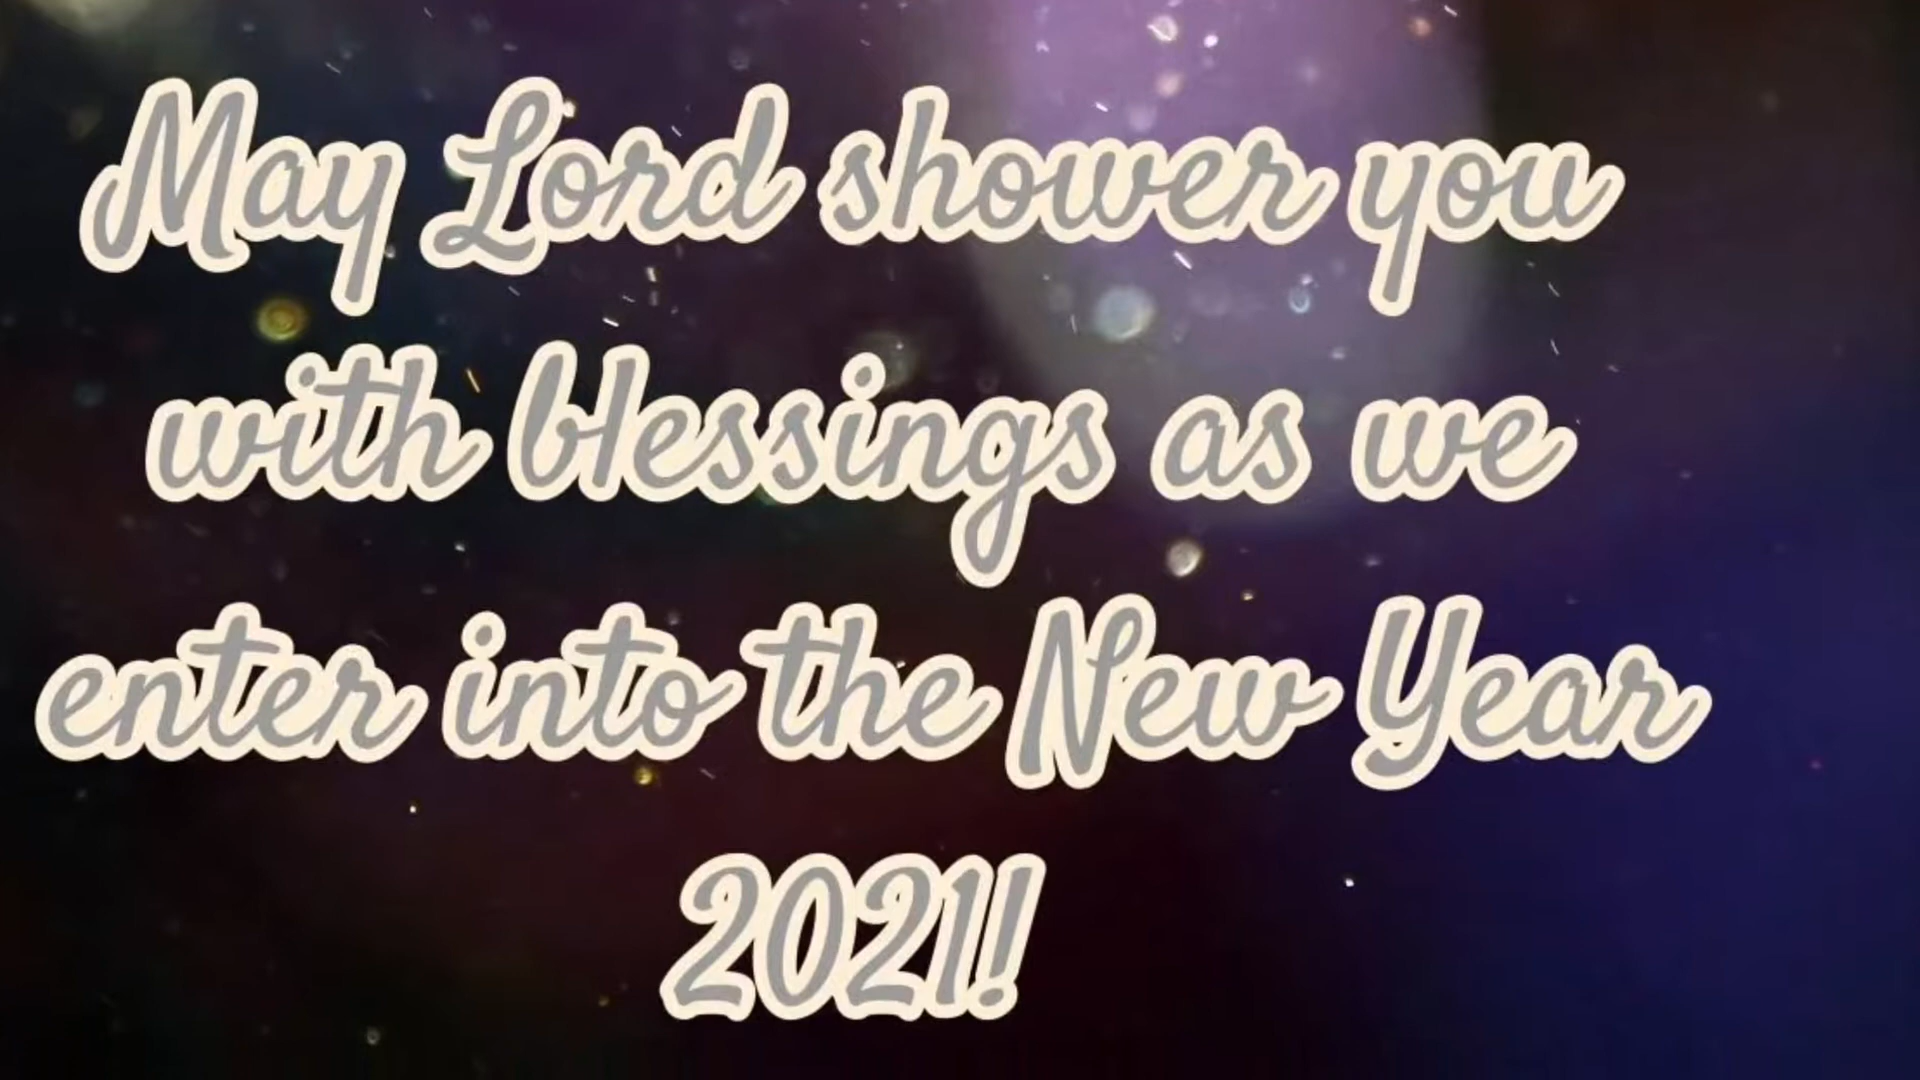 May Lord shower you
with blessings as we
enter into the New Year
2021!